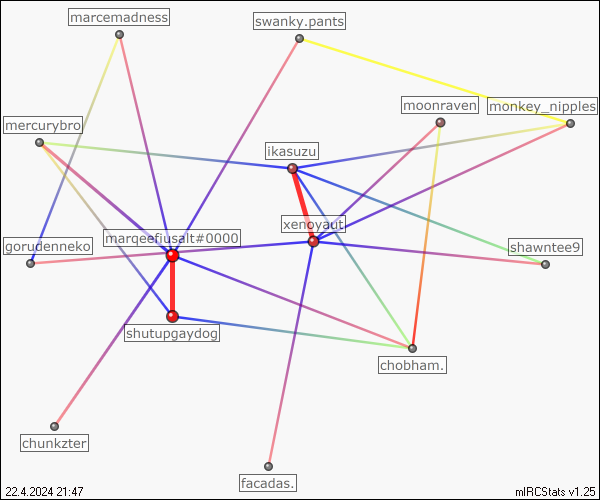 marcemadness
swanky.pants
moonraven
monkey_nipples
mercurybro
ikasuzu
xenoyaut
marqeefiusalt#0000
gorudenneko
shawntee9
shutupgaydog
chobham.
chunkzter
facadas.
22.4.2024 21:47
mIRCStats v1.25